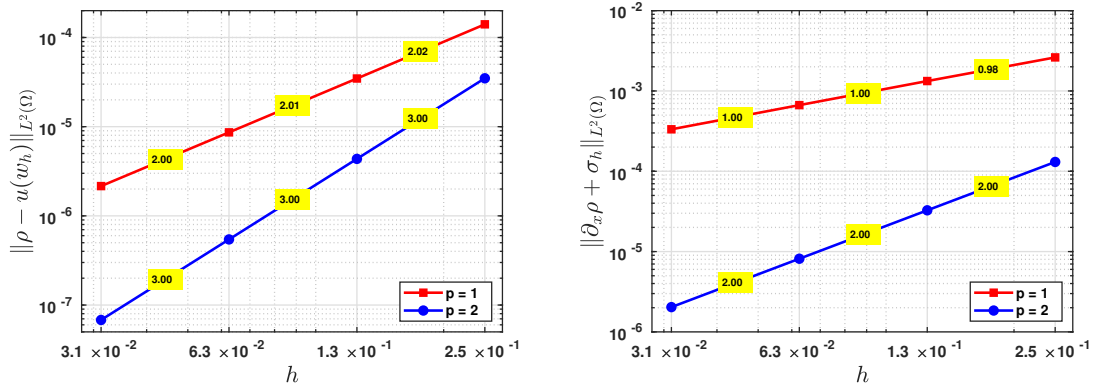 10^{-4}
10^{-5}
10^{-6}
10^{-7}
||ρ − u(w_h)||_{L^2(Ω)}
2.02
2.01
2.00
3.00
3.00
3.00
p = 1
p = 2
3.1 × 10^{-2}
6.3 × 10^{-2}
1.3 × 10^{-1}
2.5 × 10^{-1}
h
10^{-2}
10^{-3}
10^{-4}
10^{-5}
10^{-6}
||∂_xρ + σ_h||_{L^2(Ω)}
0.98
1.00
1.00
2.00
2.00
2.00
p = 1
p = 2
3.1 × 10^{-2}
6.3 × 10^{-2}
1.3 × 10^{-1}
2.5 × 10^{-1}
h